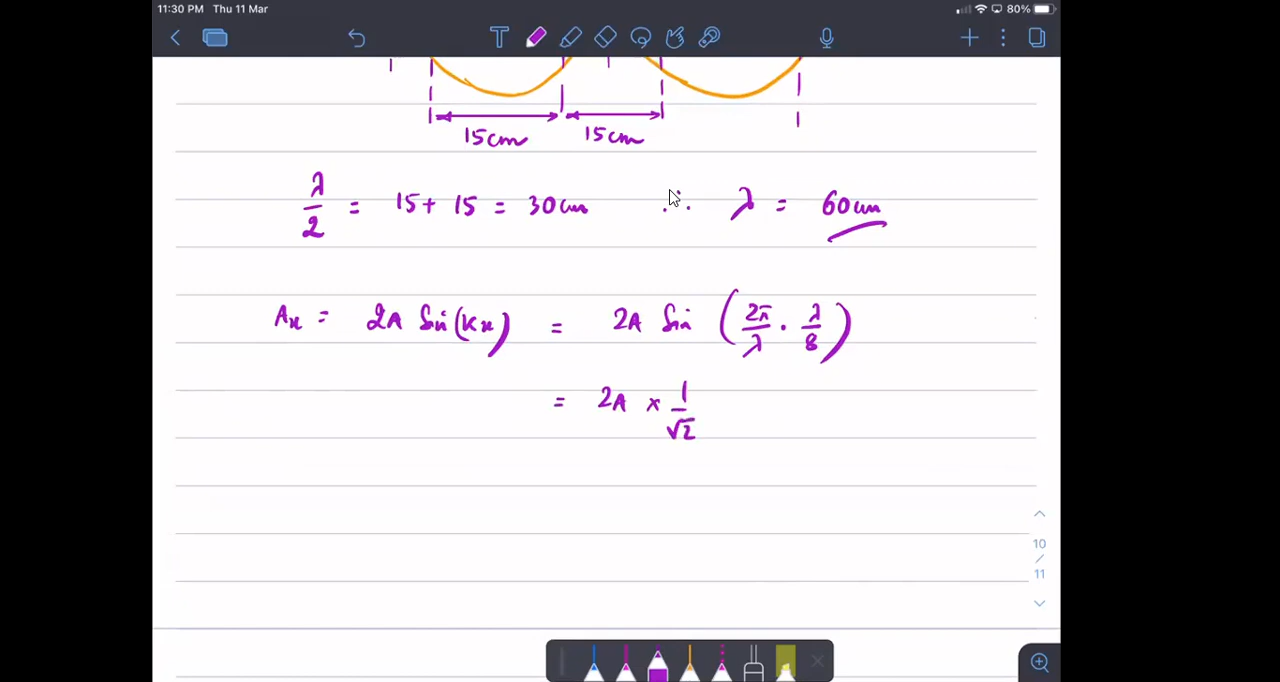 11:30 PM Thu 11 Mar 80%
T
15cm 15cm
λ/2 = 15 + 15 = 30cm ∴ λ = 60cm
Ax = 2A Sin(Kx) = 2A Sin (2π/λ · λ/8)
= 2A × 1/√2
10
/
11